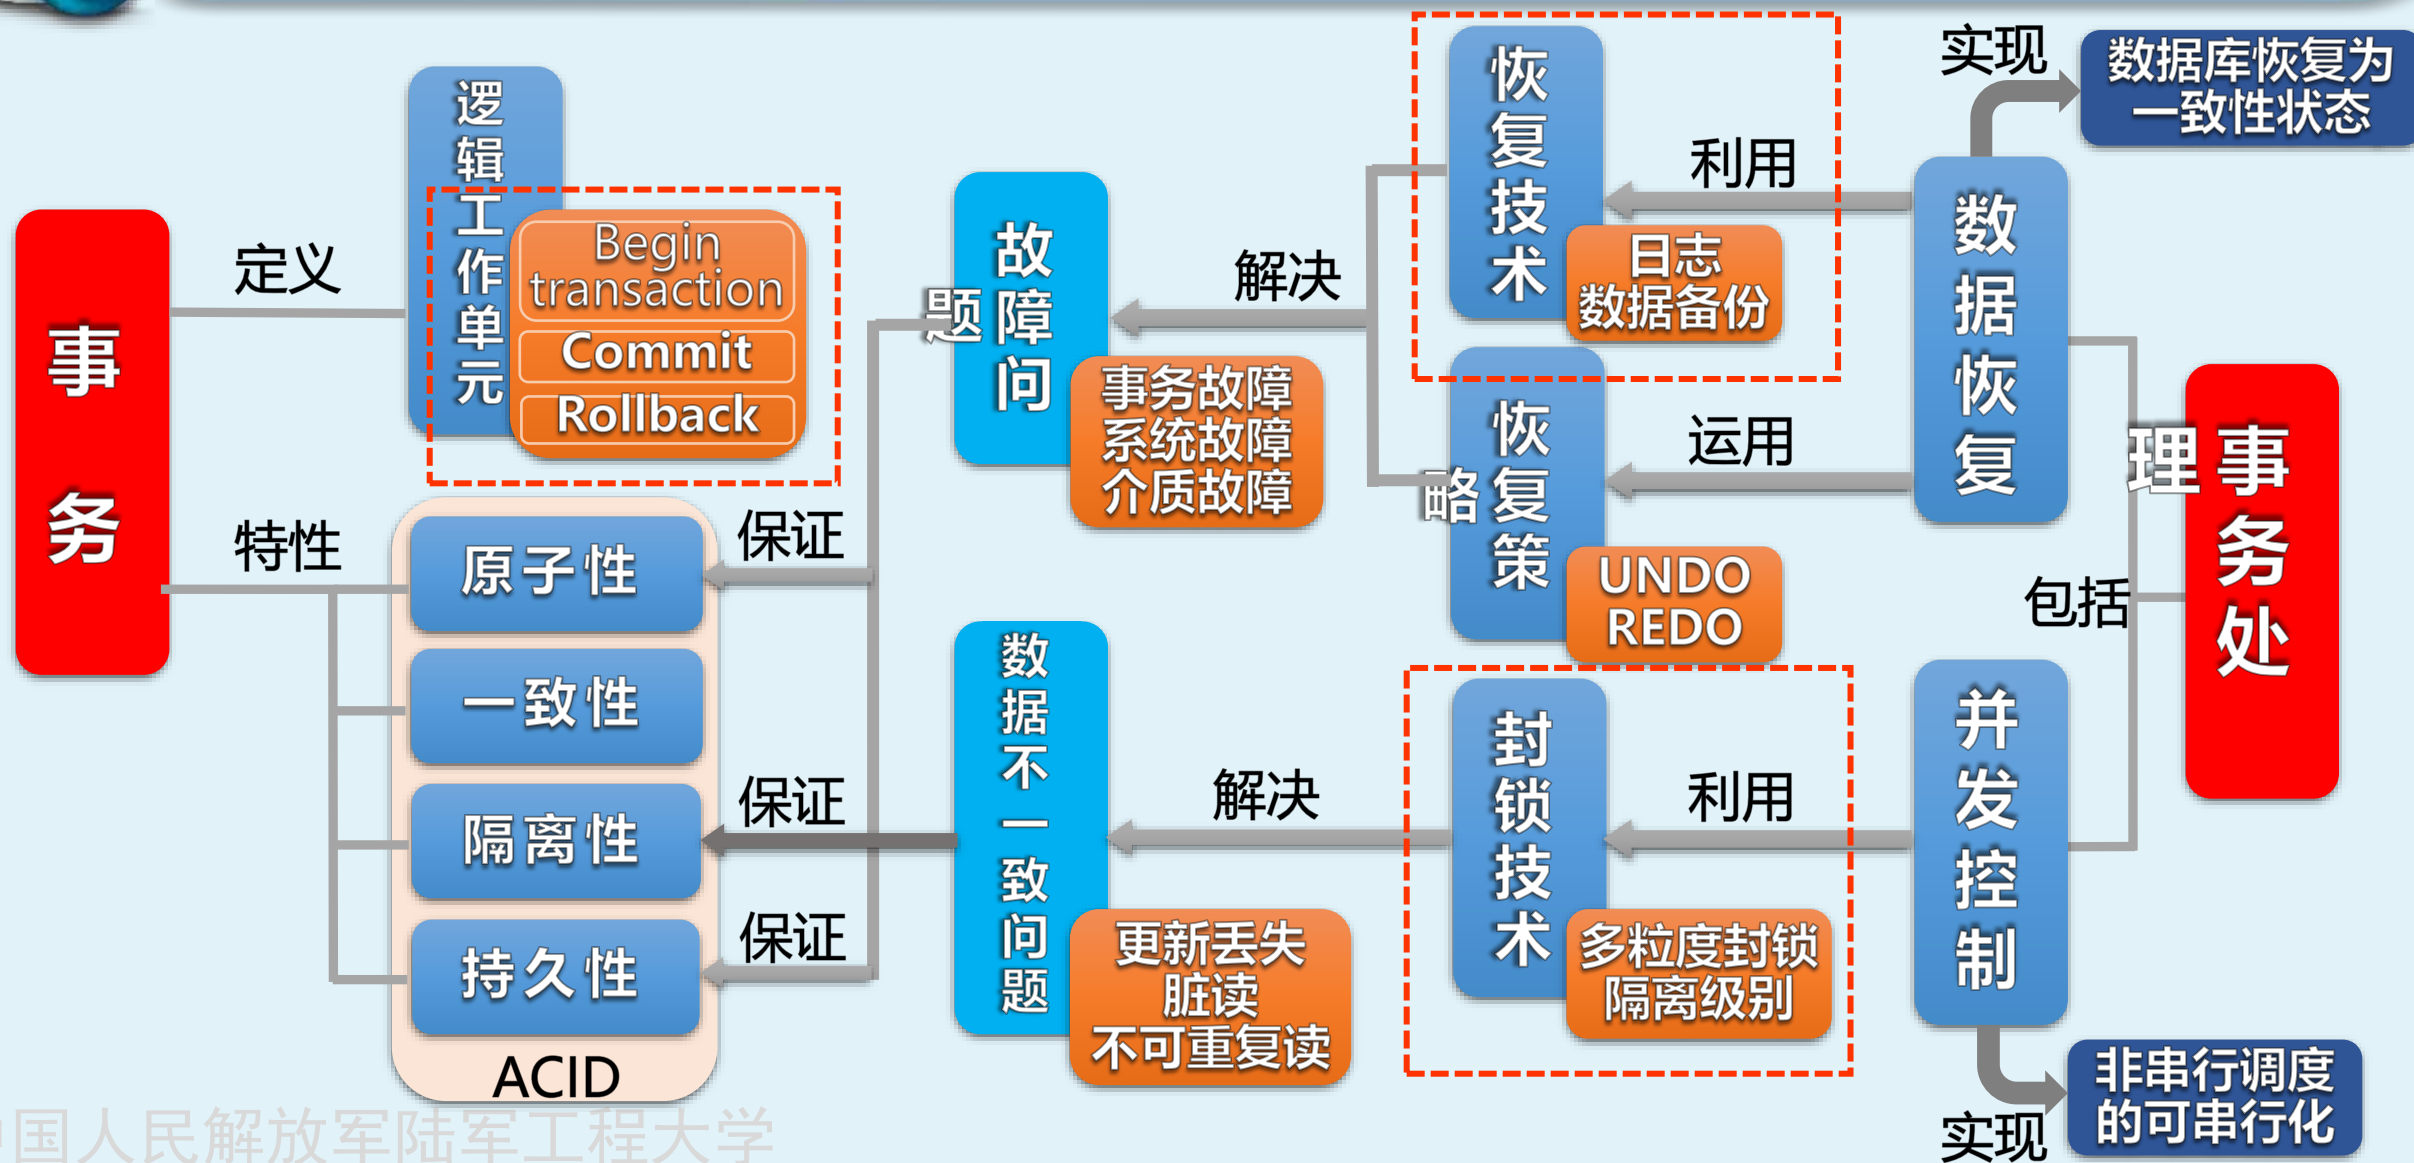 事务
定义
特性
逻辑工作单元
Begin
transaction
Commit
Rollback
原子性
一致性
隔离性
持久性
ACID
保证
保证
保证
故障问题
事务故障
系统故障
介质故障
数据不一致问题
更新丢失
脏读
不可重复读
解决
解决
恢复技术
日志
数据备份
恢复策略
UNDO
REDO
封锁技术
多粒度封锁
隔离级别
利用
运用
利用
数据恢复
并发控制
实现
数据库恢复为
一致性状态
实现
非串行调度
的可串行化
包括
事务处理
中国人民解放军陆军工程大学